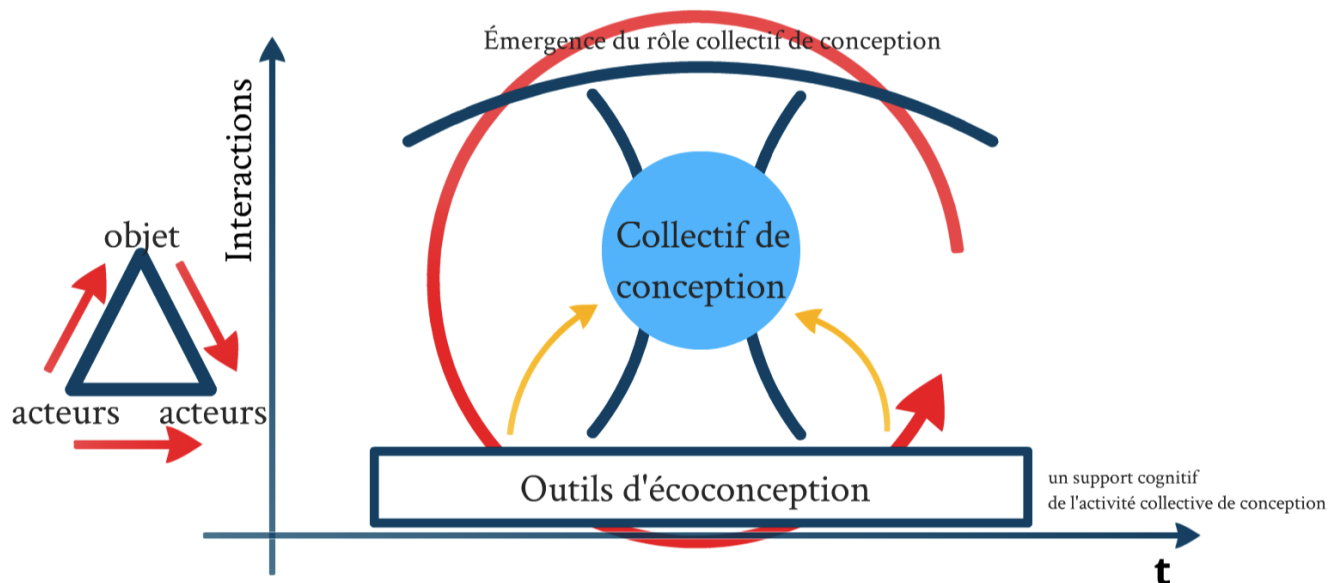 Émergence du rôle collectif de conception
Interactions
objet
acteurs
acteurs
Collectif de
conception
Outils d'écoconception
un support cognitif
de l'activité collective de conception
t